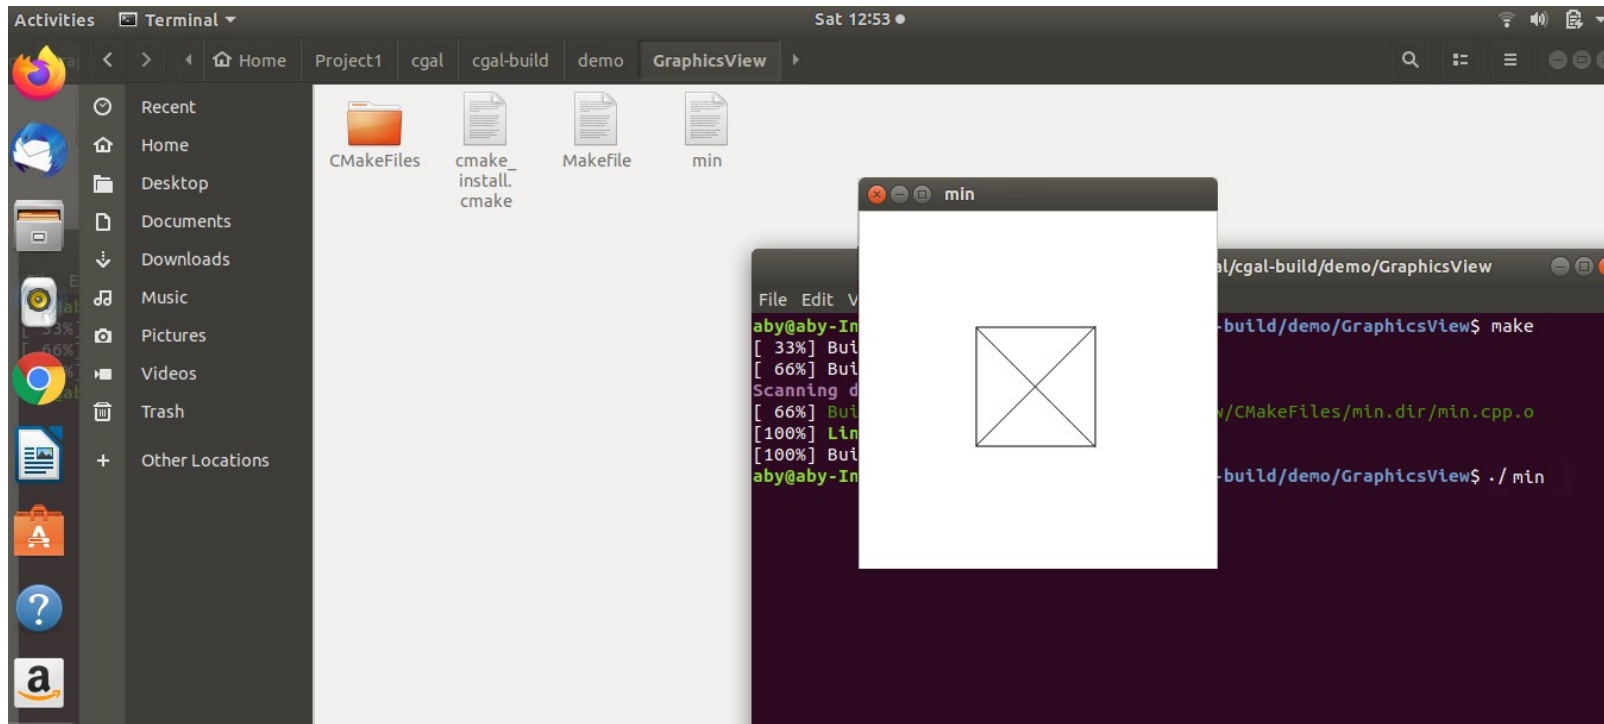 Activities Terminal Sat 12:53
Home Project1 cgal cgal-build demo GraphicsView
Recent
Home
Desktop
Documents
Downloads
Music
Pictures
Videos
Trash
+ Other Locations
CMakeFiles
cmake_
install.
cmake
Makefile
min
min
al/cgal-build/demo/GraphicsView
File Edit V
aby@aby-In -build/demo/GraphicsView$ make
[ 33%] Bui
[ 66%] Bui
Scanning d
[ 66%] Bui w/CMakeFiles/min.dir/min.cpp.o
[100%] Lin
[100%] Bui
aby@aby-In -build/demo/GraphicsView$ ./ min
a